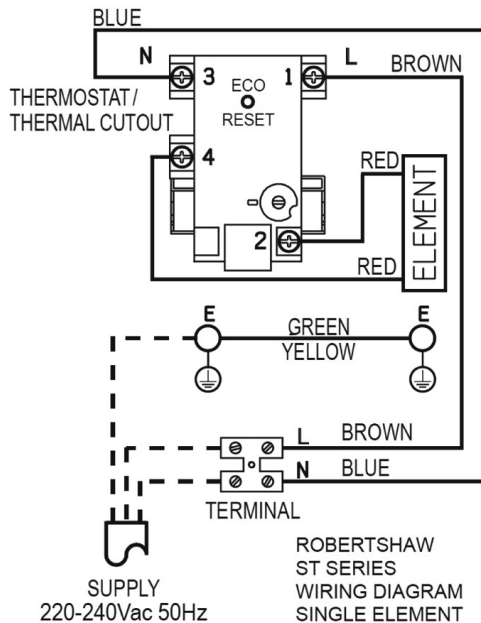 BLUE
N
L
BROWN
3
ECO
1
THERMOSTAT/
THERMAL CUTOUT
RESET
4
RED
ELEMENT
2
RED
E
E
GREEN
YELLOW
L
BROWN
N
BLUE
TERMINAL
SUPPLY
220-240Vac 50Hz
ROBERTSHAW
ST SERIES
WIRING DIAGRAM
SINGLE ELEMENT